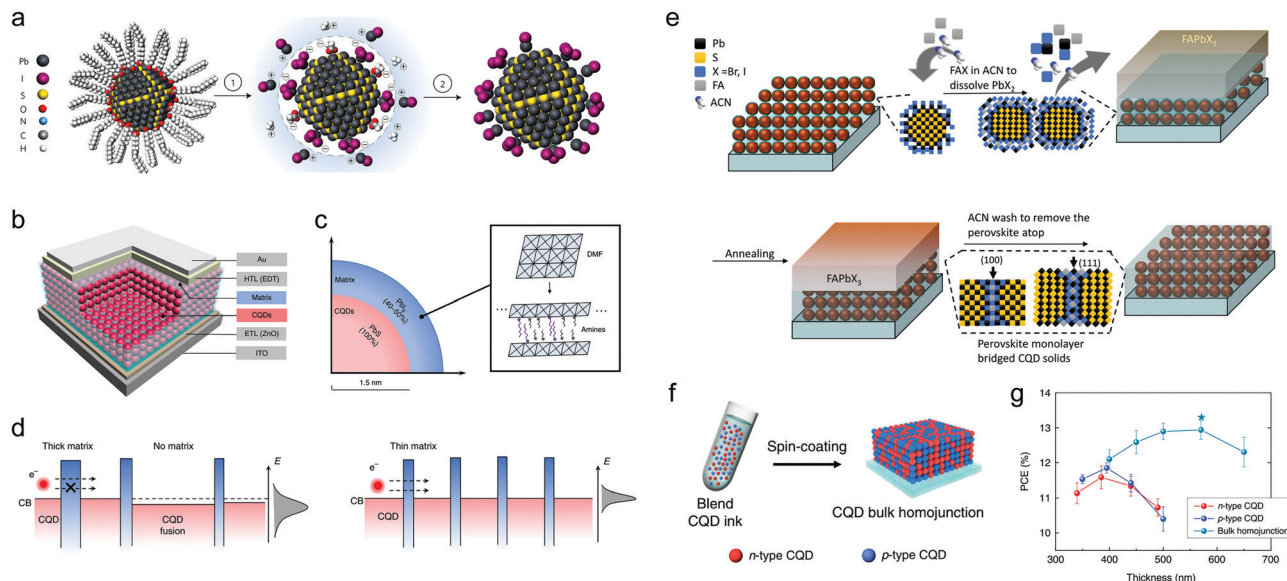 a
Pb
I
S
O
N
C
H
1
2
b
Au
HTL (EDT)
Matrix
CQDs
ETL (ZnO)
ITO
c
Matrix
CQDs
PbI2
(40–50%)
PbS
(100%)
1.5 nm
DMF
Amines
d
Thick matrix
No matrix
e−
CB
CQD
CQD
fusion
E
Thin matrix
e−
CB
CQD
E
e
Pb
S
X =Br, I
FA
ACN
FAX in ACN to
dissolve PbX2
FAPbX3
Annealing
FAPbX3
ACN wash to remove the
perovskite atop
(100)
(111)
Perovskite monolayer
bridged CQD solids
f
Blend
CQD ink
Spin-coating
CQD bulk homojunction
n-type CQD
p-type CQD
g
PCE (%)
14
13
12
11
10
300
400
500
600
700
Thickness (nm)
n-type CQD
p-type CQD
Bulk homojunction